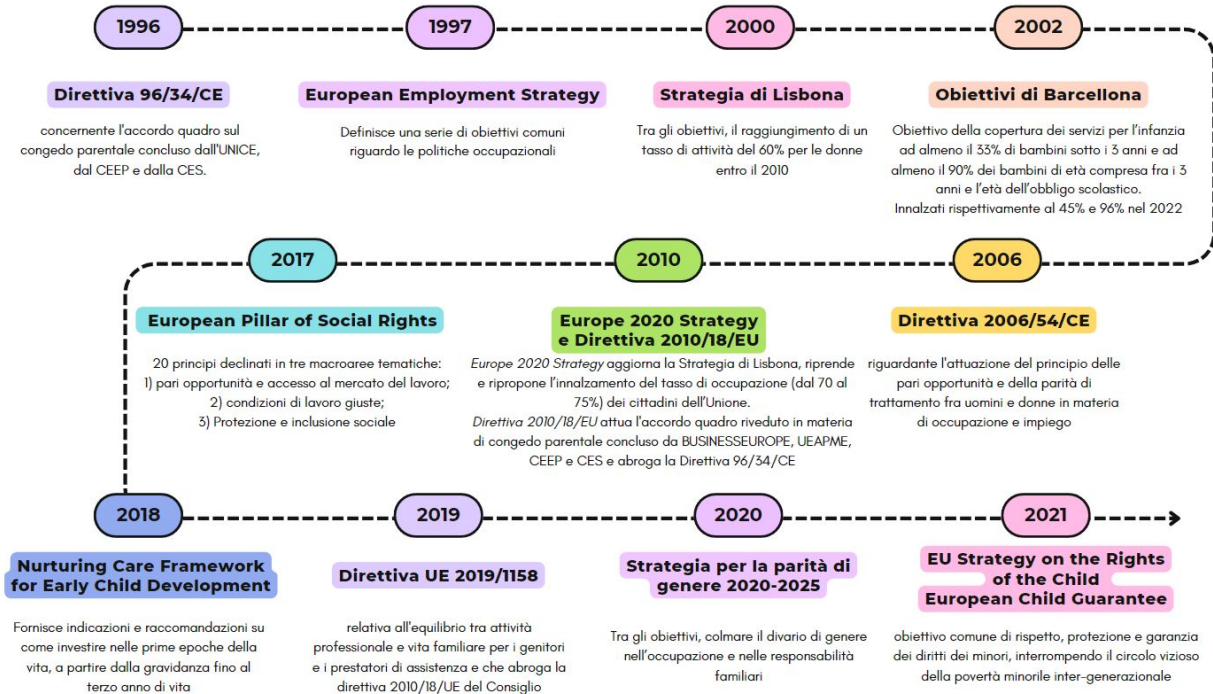 1996
1997
2000
2002
Direttiva 96/34/CE
concernente l'accordo quadro sul
congedo parentale concluso dall'UNICE,
dal CEEP e dalla CES.
European Employment Strategy
Definisce una serie di obiettivi comuni
riguardo le politiche occupazionali
Strategia di Lisbona
Tra gli obiettivi, il raggiungimento di un
tasso di attività del 60% per le donne
entro il 2010
Obiettivi di Barcellona
Obiettivo della copertura dei servizi per l'infanzia
ad almeno il 33% di bambini sotto i 3 anni e ad
almeno il 90% dei bambini di età compresa fra i 3
anni e l'età dell'obbligo scolastico.
Innalzati rispettivamente al 45% e 96% nel 2022
2017
2010
2006
European Pillar of Social Rights
20 principi declinati in tre macroaree tematiche:
1) pari opportunità e accesso al mercato del lavoro;
2) condizioni di lavoro giuste;
3) Protezione e inclusione sociale
Europe 2020 Strategy
e Direttiva 2010/18/EU
Europe 2020 Strategy aggiorna la Strategia di Lisbona, riprende
e ripropone l'innalzamento del tasso di occupazione (dal 70 al
75%) dei cittadini dell'Unione.
Direttiva 2010/18/EU attua l'accordo quadro riveduto in materia
di congedo parentale concluso da BUSINESSEUROPE, UEAPME,
CEEP e CES e abroga la Direttiva 96/34/CE
Direttiva 2006/54/CE
riguardante l'attuazione del principio delle
pari opportunità e della parità di
trattamento fra uomini e donne in materia
di occupazione e impiego
2018
2019
2020
2021
Nurturing Care Framework
for Early Child Development
Fornisce indicazioni e raccomandazioni su
come investire nelle prime epoche della
vita, a partire dalla gravidanza fino al
terzo anno di vita
Direttiva UE 2019/1158
relativa all'equilibrio tra attività
professionale e vita familiare per i genitori
e i prestatori di assistenza e che abroga la
direttiva 2010/18/UE del Consiglio
Strategia per la parità di
genere 2020-2025
Tra gli obiettivi, colmare il divario di genere
nell'occupazione e nelle responsabilità
familiari
EU Strategy on the Rights
of the Child
European Child Guarantee
obiettivo comune di rispetto, protezione e garanzia
dei diritti dei minori, interrompendo il circolo vizioso
della povertà minorile inter-generazionale